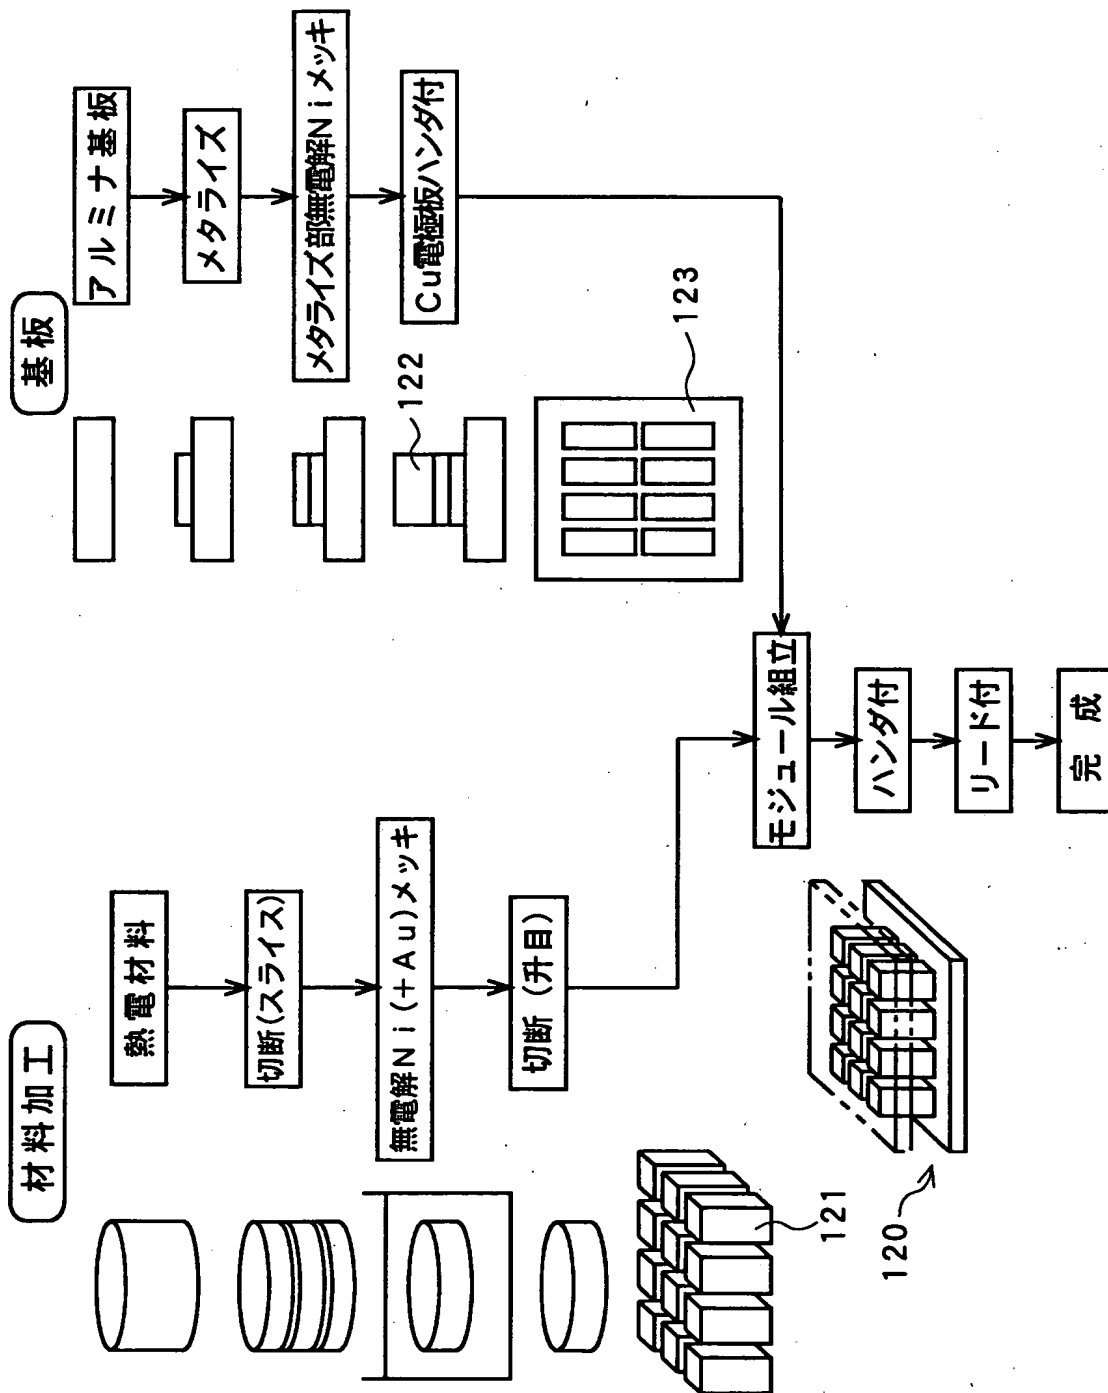 材料加工
熱電材料
切断(スライス)
無電解Ni(+Au)メッキ
切断(升目)
121
120
基板
アルミナ基板
メタライズ
メタライズ部無電解Niメッキ
Cu電極板ハンダ付
122
123
モジュール組立
ハンダ付
リード付
完成